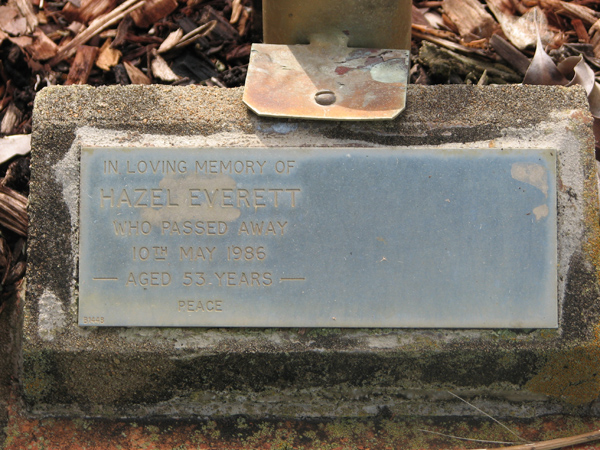 IN LOVING MEMORY OF
HAZEL EVERETT
WHO PASSED AWAY
10TH MAY 1986
— AGED 53 YEARS —
PEACE